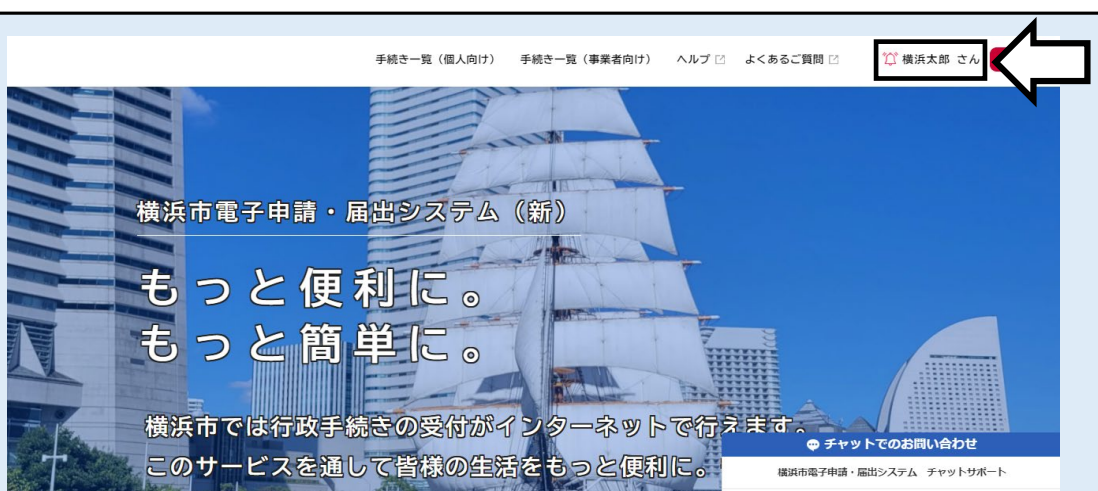 手続き一覧（個人向け） 手続き一覧（事業者向け） ヘルプ よくあるご質問 横浜太郎 さん
横浜市電子申請・届出システム（新）
もっと便利に。
もっと簡単に。
横浜市では行政手続きの受付がインターネットで行えます。
このサービスを通して皆様の生活をもっと便利に。
チャットでのお問い合わせ
横浜市電子申請・届出システム チャットサポート